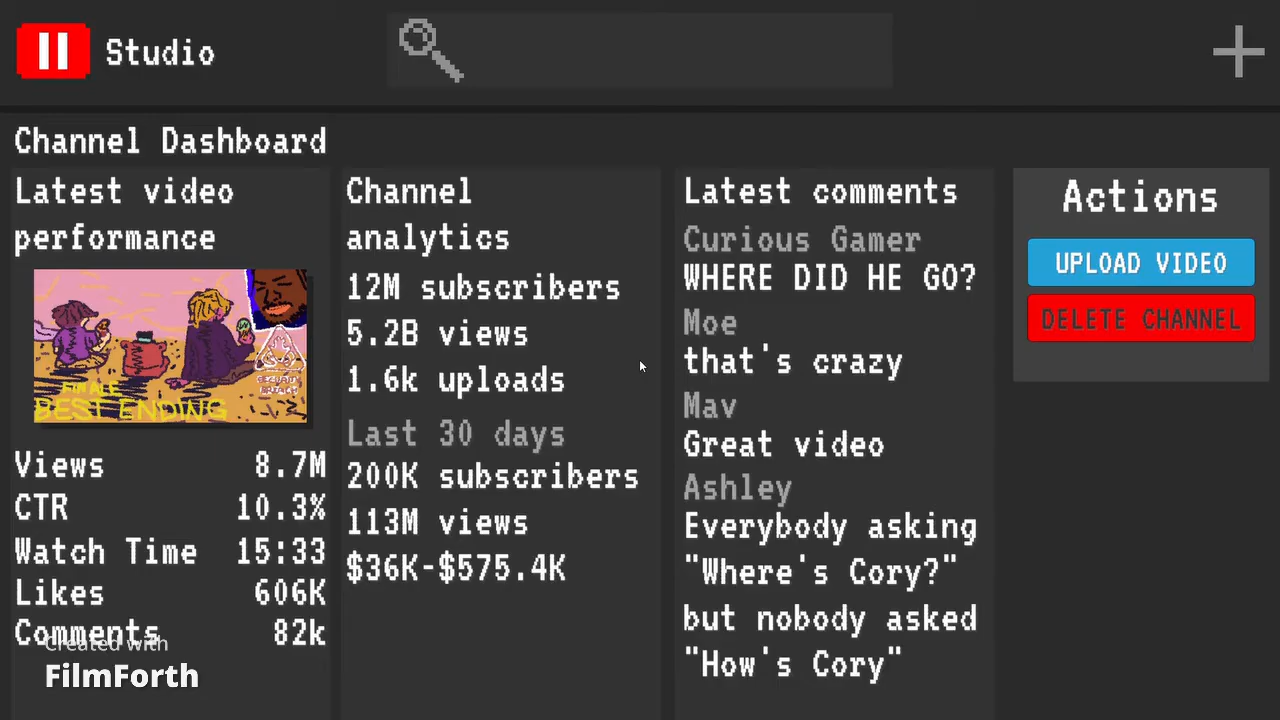 Studio
Channel Dashboard
Latest video
performance
FINALE
BEST ENDING
SECURITY
BREACH
Views 8.7M
CTR 10.3%
Watch Time 15:33
Likes 606K
Comments 82k
Channel
analytics
12M subscribers
5.2B views
1.6k uploads
Last 30 days
200K subscribers
113M views
$36K-$575.4K
Latest comments
Curious Gamer
WHERE DID HE GO?
Moe
that's crazy
Mav
Great video
Ashley
Everybody asking
"Where's Cory?"
but nobody asked
"How's Cory"
Actions
UPLOAD VIDEO
DELETE CHANNEL
Created with
FilmForth